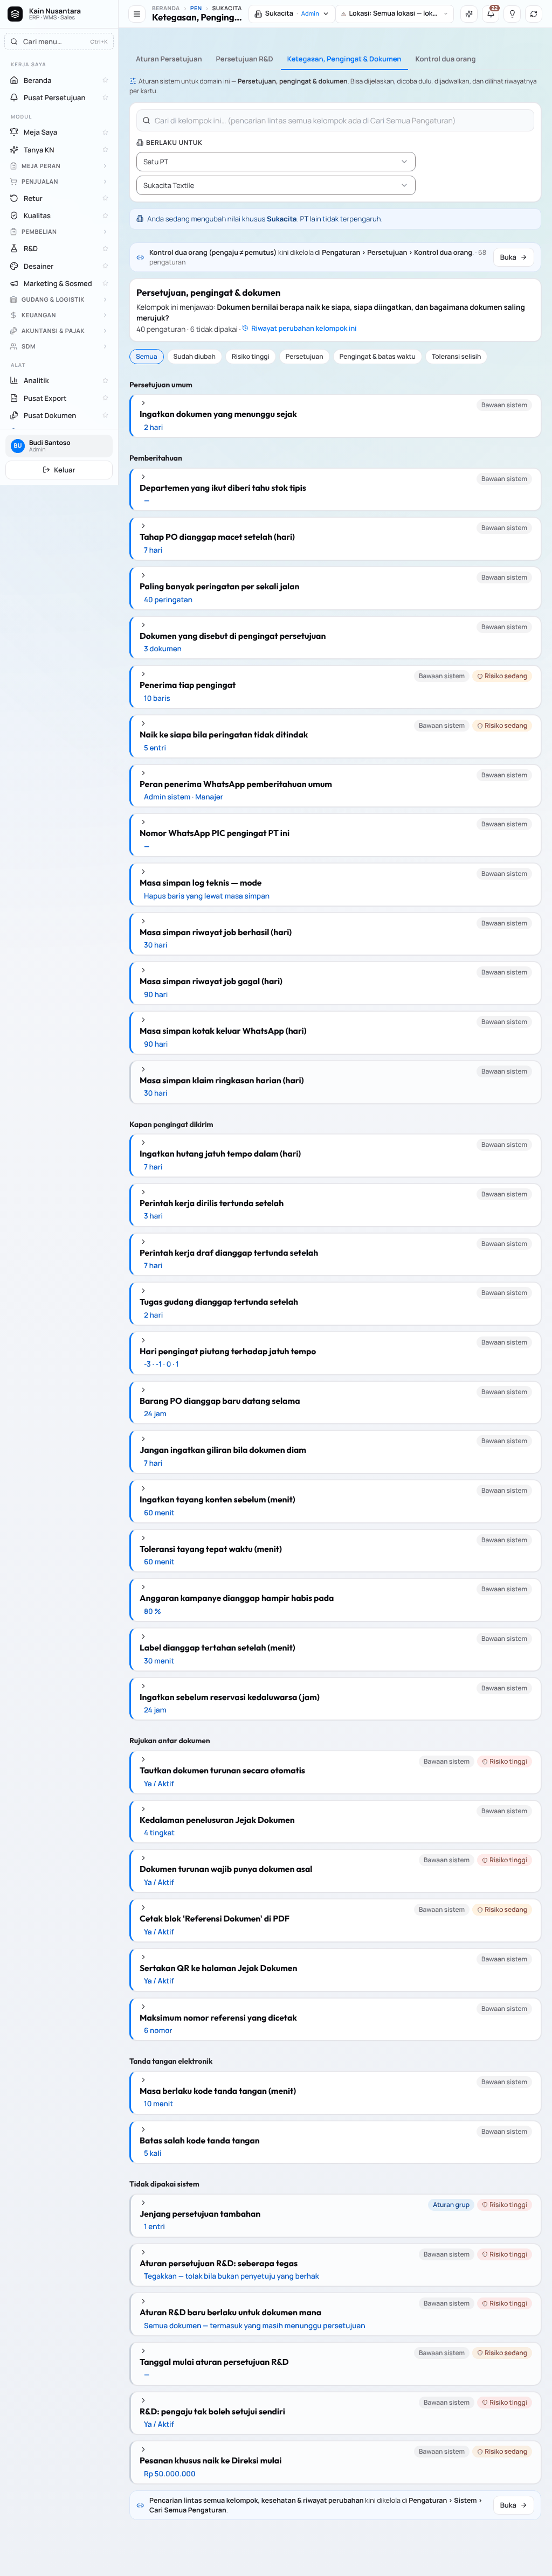 Kain Nusantara
ERP · WMS · Sales
Cari menu... Ctrl+K
KERJA SAYA
Beranda
Pusat Persetujuan
MODUL
Meja Saya
Tanya KN
MEJA PERAN
PENJUALAN
Retur
Kualitas
PEMBELIAN
R&D
Desainer
Marketing & Sosmed
GUDANG & LOGISTIK
KEUANGAN
AKUNTANSI & PAJAK
SDM
ALAT
Analitik
Pusat Export
Pusat Dokumen
BU Budi Santoso
Admin
Keluar
BERANDA > PEN > SUKACITA
Ketegasan, Penging...
Sukacita Admin
Lokasi: Semua lokasi — lok...
22
Aturan Persetujuan Persetujuan R&D Ketegasan, Pengingat & Dokumen Kontrol dua orang
Aturan sistem untuk domain ini — Persetujuan, pengingat & dokumen. Bisa dijelaskan, dicoba dulu, dijadwalkan, dan dilihat riwayatnya
per kartu.
Cari di kelompok ini... (pencarian lintas semua kelompok ada di Cari Semua Pengaturan)
BERLAKU UNTUK
Satu PT
Sukacita Textile
Anda sedang mengubah nilai khusus Sukacita. PT lain tidak terpengaruh.
Kontrol dua orang (pengaju ≠ pemutus) kini dikelola di Pengaturan › Persetujuan › Kontrol dua orang. · 68
pengaturan
Buka
Persetujuan, pengingat & dokumen
Kelompok ini menjawab: Dokumen bernilai berapa naik ke siapa, siapa diingatkan, dan bagaimana dokumen saling
merujuk?
40 pengaturan · 6 tidak dipakai · Riwayat perubahan kelompok ini
Semua Sudah diubah Risiko tinggi Persetujuan Pengingat & batas waktu Toleransi selisih
Persetujuan umum
Bawaan sistem
Ingatkan dokumen yang menunggu sejak
2 hari
Pemberitahuan
Bawaan sistem
Departemen yang ikut diberi tahu stok tipis
—
Bawaan sistem
Tahap PO dianggap macet setelah (hari)
7 hari
Bawaan sistem
Paling banyak peringatan per sekali jalan
40 peringatan
Bawaan sistem
Dokumen yang disebut di pengingat persetujuan
3 dokumen
Bawaan sistem Risiko sedang
Penerima tiap pengingat
10 baris
Bawaan sistem Risiko sedang
Naik ke siapa bila peringatan tidak ditindak
5 entri
Bawaan sistem
Peran penerima WhatsApp pemberitahuan umum
Admin sistem · Manajer
Bawaan sistem
Nomor WhatsApp PIC pengingat PT ini
—
Bawaan sistem
Masa simpan log teknis — mode
Hapus baris yang lewat masa simpan
Bawaan sistem
Masa simpan riwayat job berhasil (hari)
30 hari
Bawaan sistem
Masa simpan riwayat job gagal (hari)
90 hari
Bawaan sistem
Masa simpan kotak keluar WhatsApp (hari)
90 hari
Bawaan sistem
Masa simpan klaim ringkasan harian (hari)
30 hari
Kapan pengingat dikirim
Bawaan sistem
Ingatkan hutang jatuh tempo dalam (hari)
7 hari
Bawaan sistem
Perintah kerja dirilis tertunda setelah
3 hari
Bawaan sistem
Perintah kerja draf dianggap tertunda setelah
7 hari
Bawaan sistem
Tugas gudang dianggap tertunda setelah
2 hari
Bawaan sistem
Hari pengingat piutang terhadap jatuh tempo
-3 · -1 · 0 · 1
Bawaan sistem
Barang PO dianggap baru datang selama
24 jam
Bawaan sistem
Jangan ingatkan giliran bila dokumen diam
7 hari
Bawaan sistem
Ingatkan tayang konten sebelum (menit)
60 menit
Bawaan sistem
Toleransi tayang tepat waktu (menit)
60 menit
Bawaan sistem
Anggaran kampanye dianggap hampir habis pada
80 %
Bawaan sistem
Label dianggap tertahan setelah (menit)
30 menit
Bawaan sistem
Ingatkan sebelum reservasi kedaluwarsa (jam)
24 jam
Rujukan antar dokumen
Bawaan sistem Risiko tinggi
Tautkan dokumen turunan secara otomatis
Ya / Aktif
Bawaan sistem
Kedalaman penelusuran Jejak Dokumen
4 tingkat
Bawaan sistem Risiko tinggi
Dokumen turunan wajib punya dokumen asal
Ya / Aktif
Bawaan sistem Risiko sedang
Cetak blok 'Referensi Dokumen' di PDF
Ya / Aktif
Bawaan sistem
Sertakan QR ke halaman Jejak Dokumen
Ya / Aktif
Bawaan sistem
Maksimum nomor referensi yang dicetak
6 nomor
Tanda tangan elektronik
Bawaan sistem
Masa berlaku kode tanda tangan (menit)
10 menit
Bawaan sistem
Batas salah kode tanda tangan
5 kali
Tidak dipakai sistem
Aturan grup Risiko tinggi
Jenjang persetujuan tambahan
1 entri
Bawaan sistem Risiko tinggi
Aturan persetujuan R&D: seberapa tegas
Tegakkan — tolak bila bukan penyetuju yang berhak
Bawaan sistem Risiko tinggi
Aturan R&D baru berlaku untuk dokumen mana
Semua dokumen — termasuk yang masih menunggu persetujuan
Bawaan sistem Risiko sedang
Tanggal mulai aturan persetujuan R&D
—
Bawaan sistem Risiko tinggi
R&D: pengaju tak boleh setujui sendiri
Ya / Aktif
Bawaan sistem Risiko sedang
Pesanan khusus naik ke Direksi mulai
Rp 50.000.000
Pencarian lintas semua kelompok, kesehatan & riwayat perubahan kini dikelola di Pengaturan › Sistem ›
Cari Semua Pengaturan.
Buka